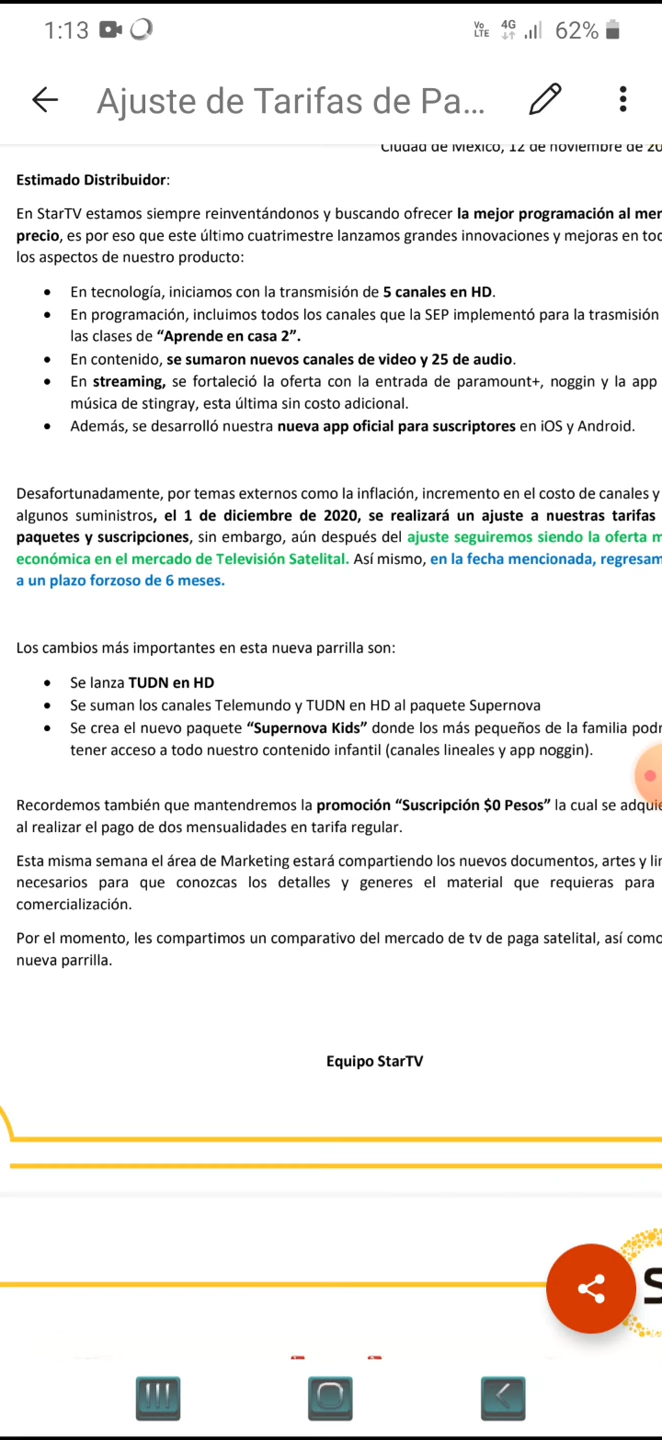 1:13
Vo LTE 4G 62%
Ajuste de Tarifas de Pa...
Ciudad de México, 12 de noviembre de 20
Estimado Distribuidor:
En StarTV estamos siempre reinventándonos y buscando ofrecer la mejor programación al mer
precio, es por eso que este último cuatrimestre lanzamos grandes innovaciones y mejoras en tod
los aspectos de nuestro producto:
• En tecnología, iniciamos con la transmisión de 5 canales en HD.
• En programación, incluimos todos los canales que la SEP implementó para la trasmisión
las clases de “Aprende en casa 2”.
• En contenido, se sumaron nuevos canales de video y 25 de audio.
• En streaming, se fortaleció la oferta con la entrada de paramount+, noggin y la app
música de stingray, esta última sin costo adicional.
• Además, se desarrolló nuestra nueva app oficial para suscriptores en iOS y Android.
Desafortunadamente, por temas externos como la inflación, incremento en el costo de canales y
algunos suministros, el 1 de diciembre de 2020, se realizará un ajuste a nuestras tarifas
paquetes y suscripciones, sin embargo, aún después del ajuste seguiremos siendo la oferta m
económica en el mercado de Televisión Satelital. Así mismo, en la fecha mencionada, regresam
a un plazo forzoso de 6 meses.
Los cambios más importantes en esta nueva parrilla son:
• Se lanza TUDN en HD
• Se suman los canales Telemundo y TUDN en HD al paquete Supernova
• Se crea el nuevo paquete “Supernova Kids” donde los más pequeños de la familia podr
tener acceso a todo nuestro contenido infantil (canales lineales y app noggin).
Recordemos también que mantendremos la promoción “Suscripción $0 Pesos” la cual se adquie
al realizar el pago de dos mensualidades en tarifa regular.
Esta misma semana el área de Marketing estará compartiendo los nuevos documentos, artes y lin
necesarios para que conozcas los detalles y generes el material que requieras para
comercialización.
Por el momento, les compartimos un comparativo del mercado de tv de paga satelital, así como
nueva parrilla.
Equipo StarTV
S